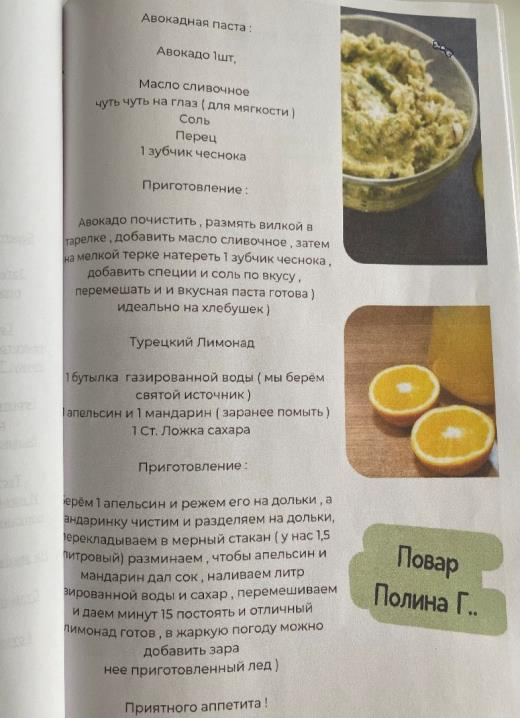 Авокадная паста :
Авокадо 1шт,
Масло сливочное
чуть чуть на глаз ( для мягкости )
Соль
Перец
1 зубчик чеснока
Приготовление :
Авокадо почистить , размять вилкой в
тарелке , добавить масло сливочное , затем
на мелкой терке натереть 1 зубчик чеснока ,
добавить специи и соль по вкусу ,
перемешать и и вкусная паста готова )
идеально на хлебушек )
Турецкий Лимонад
1 бутылка газированной воды ( мы берём
святой источник )
1 апельсин и 1 мандарин ( заранее помыть )
1 Ст. Ложка сахара
Приготовление :
Берём 1 апельсин и режем его на дольки , а
мандаринку чистим и разделяем на дольки,
перекладываем в мерный стакан ( у нас 1,5
литровый) разминаем , чтобы апельсин и
мандарин дал сок , наливаем литр
газированной воды и сахар , перемешиваем
и даем минут 15 постоять и отличный
лимонад готов , в жаркую погоду можно
добавить зара
нее приготовленный лед )
Приятного аппетита !
Повар
Полина Г..